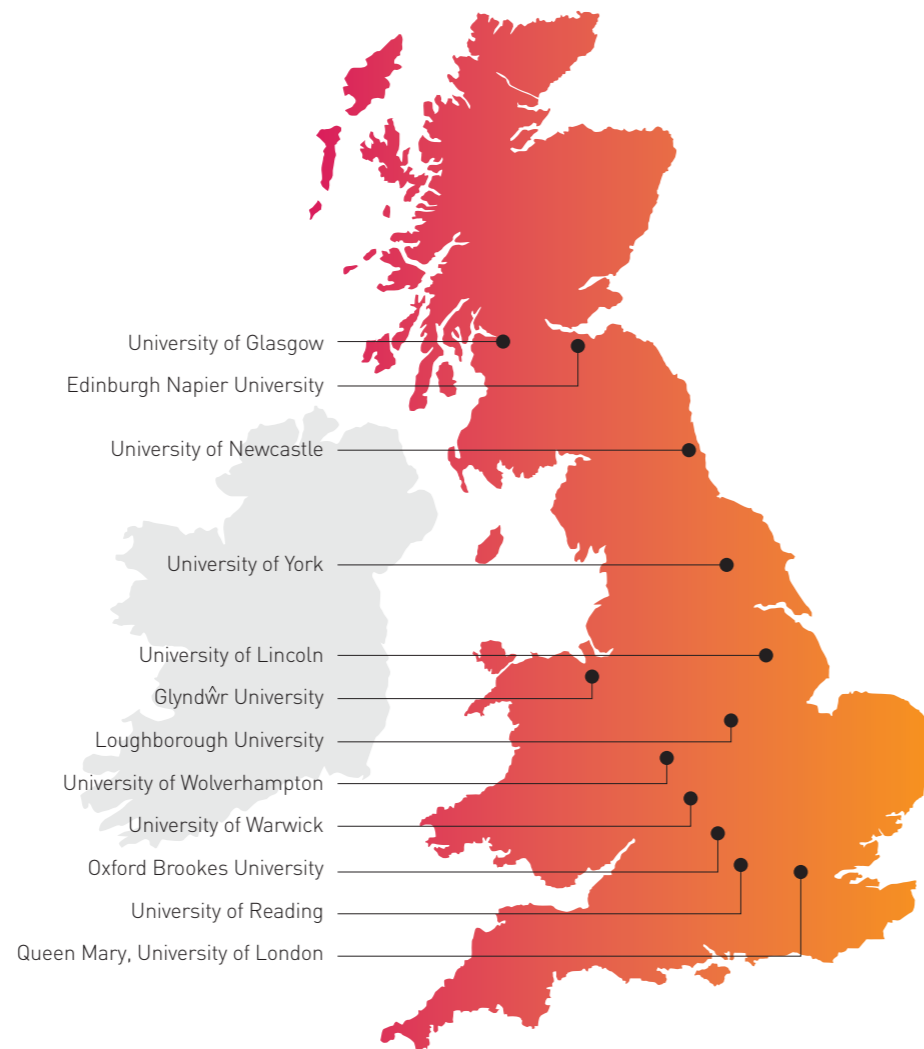 University of Glasgow
Edinburgh Napier University
University of Newcastle
University of York
University of Lincoln
Glyndŵr University
Loughborough University
University of Wolverhampton
University of Warwick
Oxford Brookes University
University of Reading
Queen Mary, University of London